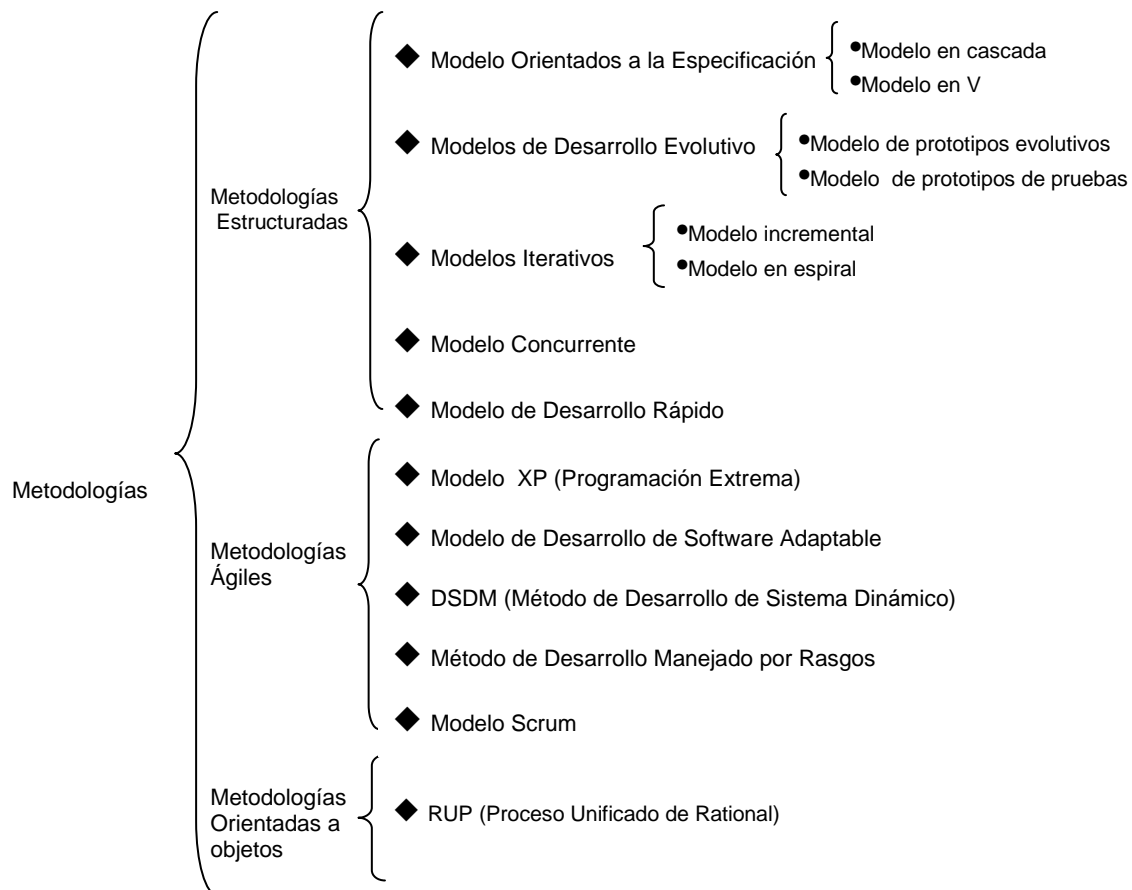 Metodologías
Metodologías
Estructuradas
◆ Modelo Orientados a la Especificación
•Modelo en cascada
•Modelo en V
◆ Modelos de Desarrollo Evolutivo
•Modelo de prototipos evolutivos
•Modelo de prototipos de pruebas
◆ Modelos Iterativos
•Modelo incremental
•Modelo en espiral
◆ Modelo Concurrente
◆ Modelo de Desarrollo Rápido
Metodologías
Ágiles
◆ Modelo XP (Programación Extrema)
◆ Modelo de Desarrollo de Software Adaptable
◆ DSDM (Método de Desarrollo de Sistema Dinámico)
◆ Método de Desarrollo Manejado por Rasgos
◆ Modelo Scrum
Metodologías
Orientadas a
objetos
◆ RUP (Proceso Unificado de Rational)